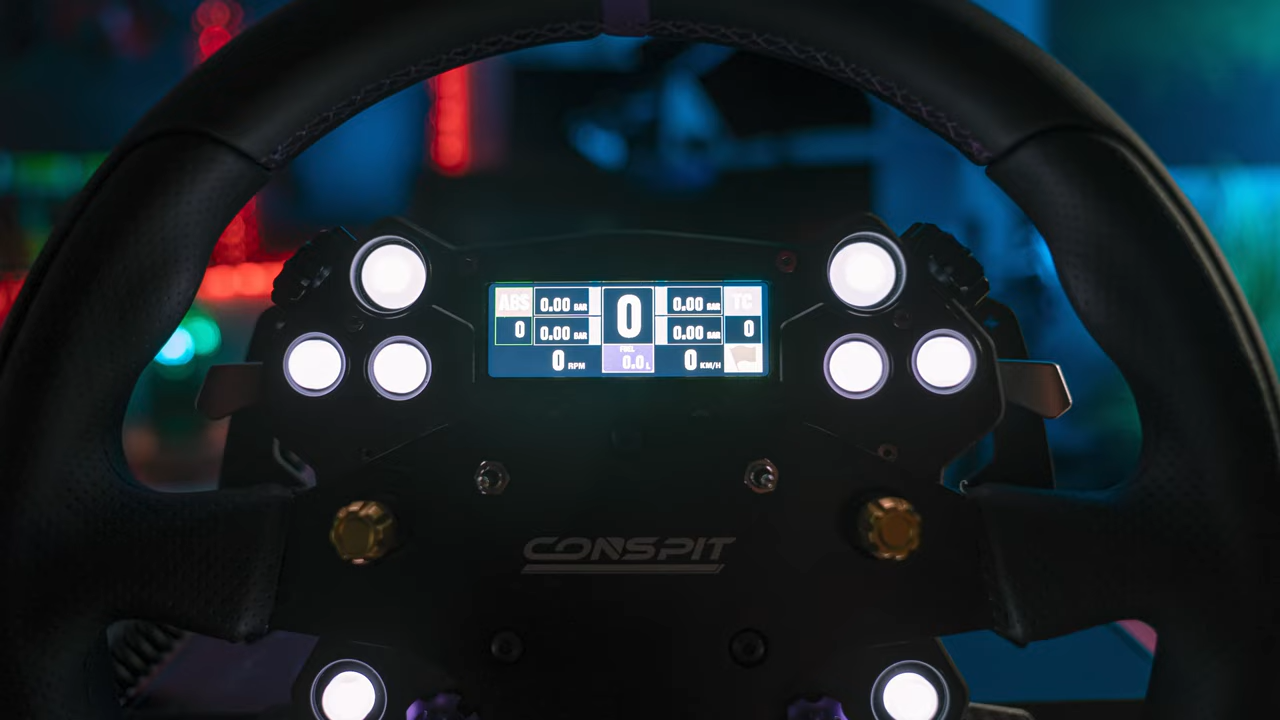 ABS 0.00 BAR 0 0.00 BAR TC
0 0.00 BAR 0.00 BAR 0
FUEL
0 RPM 0.0 L 0 KM/H
CONSPIT